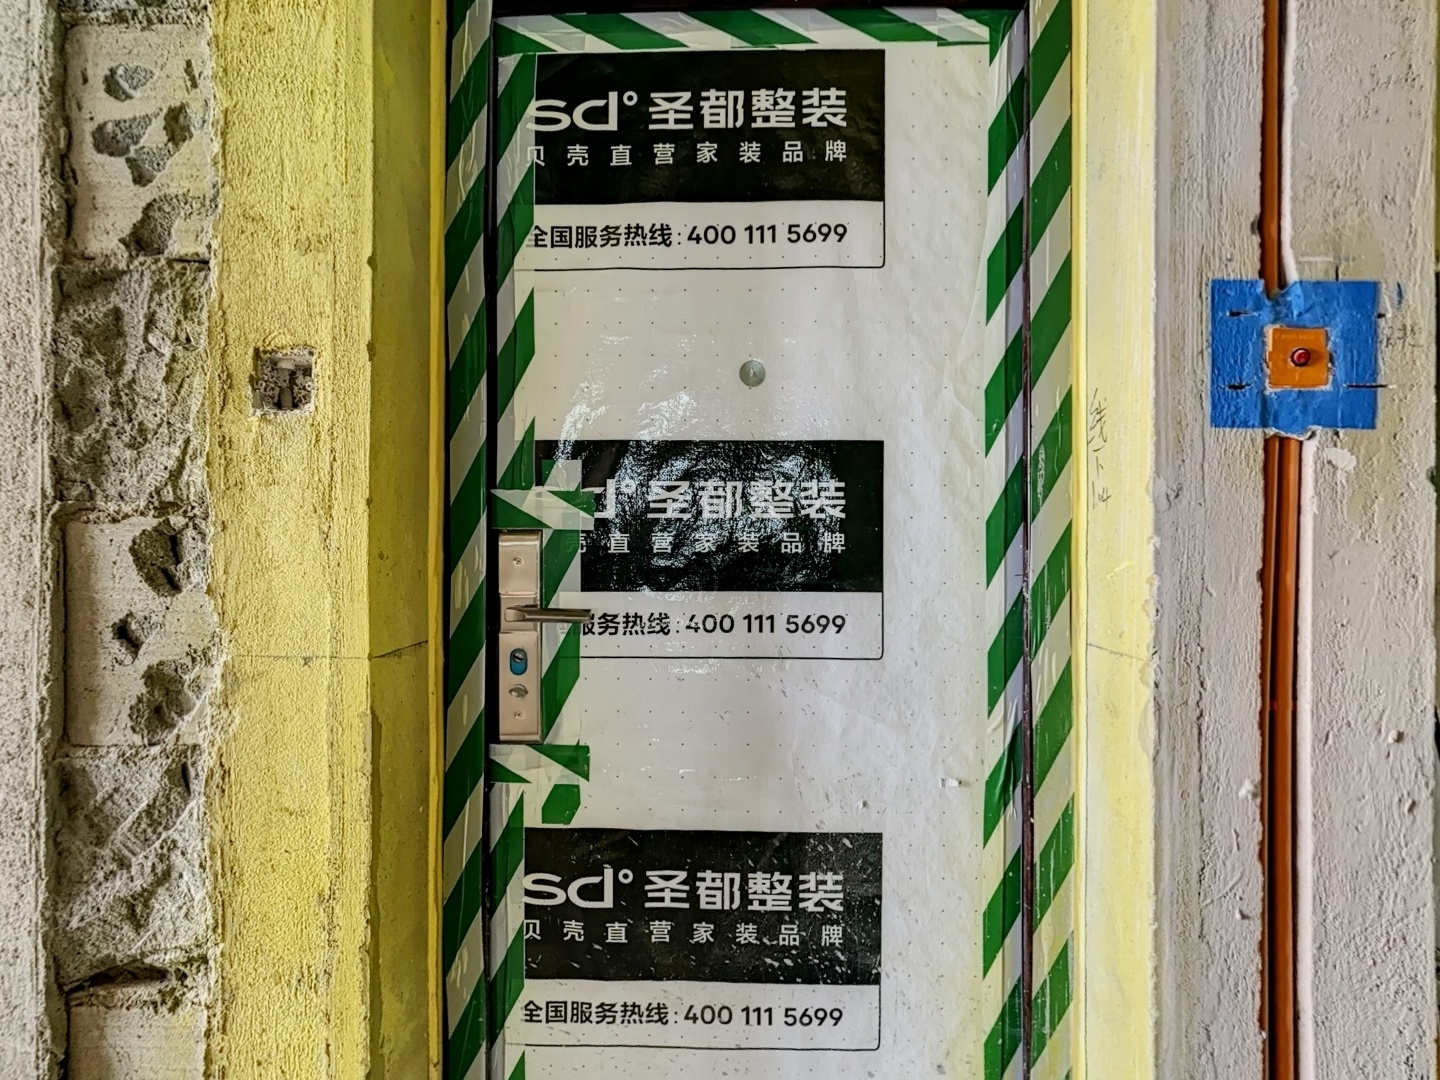 sd° 圣都整装
贝壳直营家装品牌
全国服务热线:400 111 5699
d° 圣都整装
壳直营家装品牌
服务热线:400 111 5699
sd° 圣都整装
贝壳直营家装品牌
全国服务热线:400 111 5699